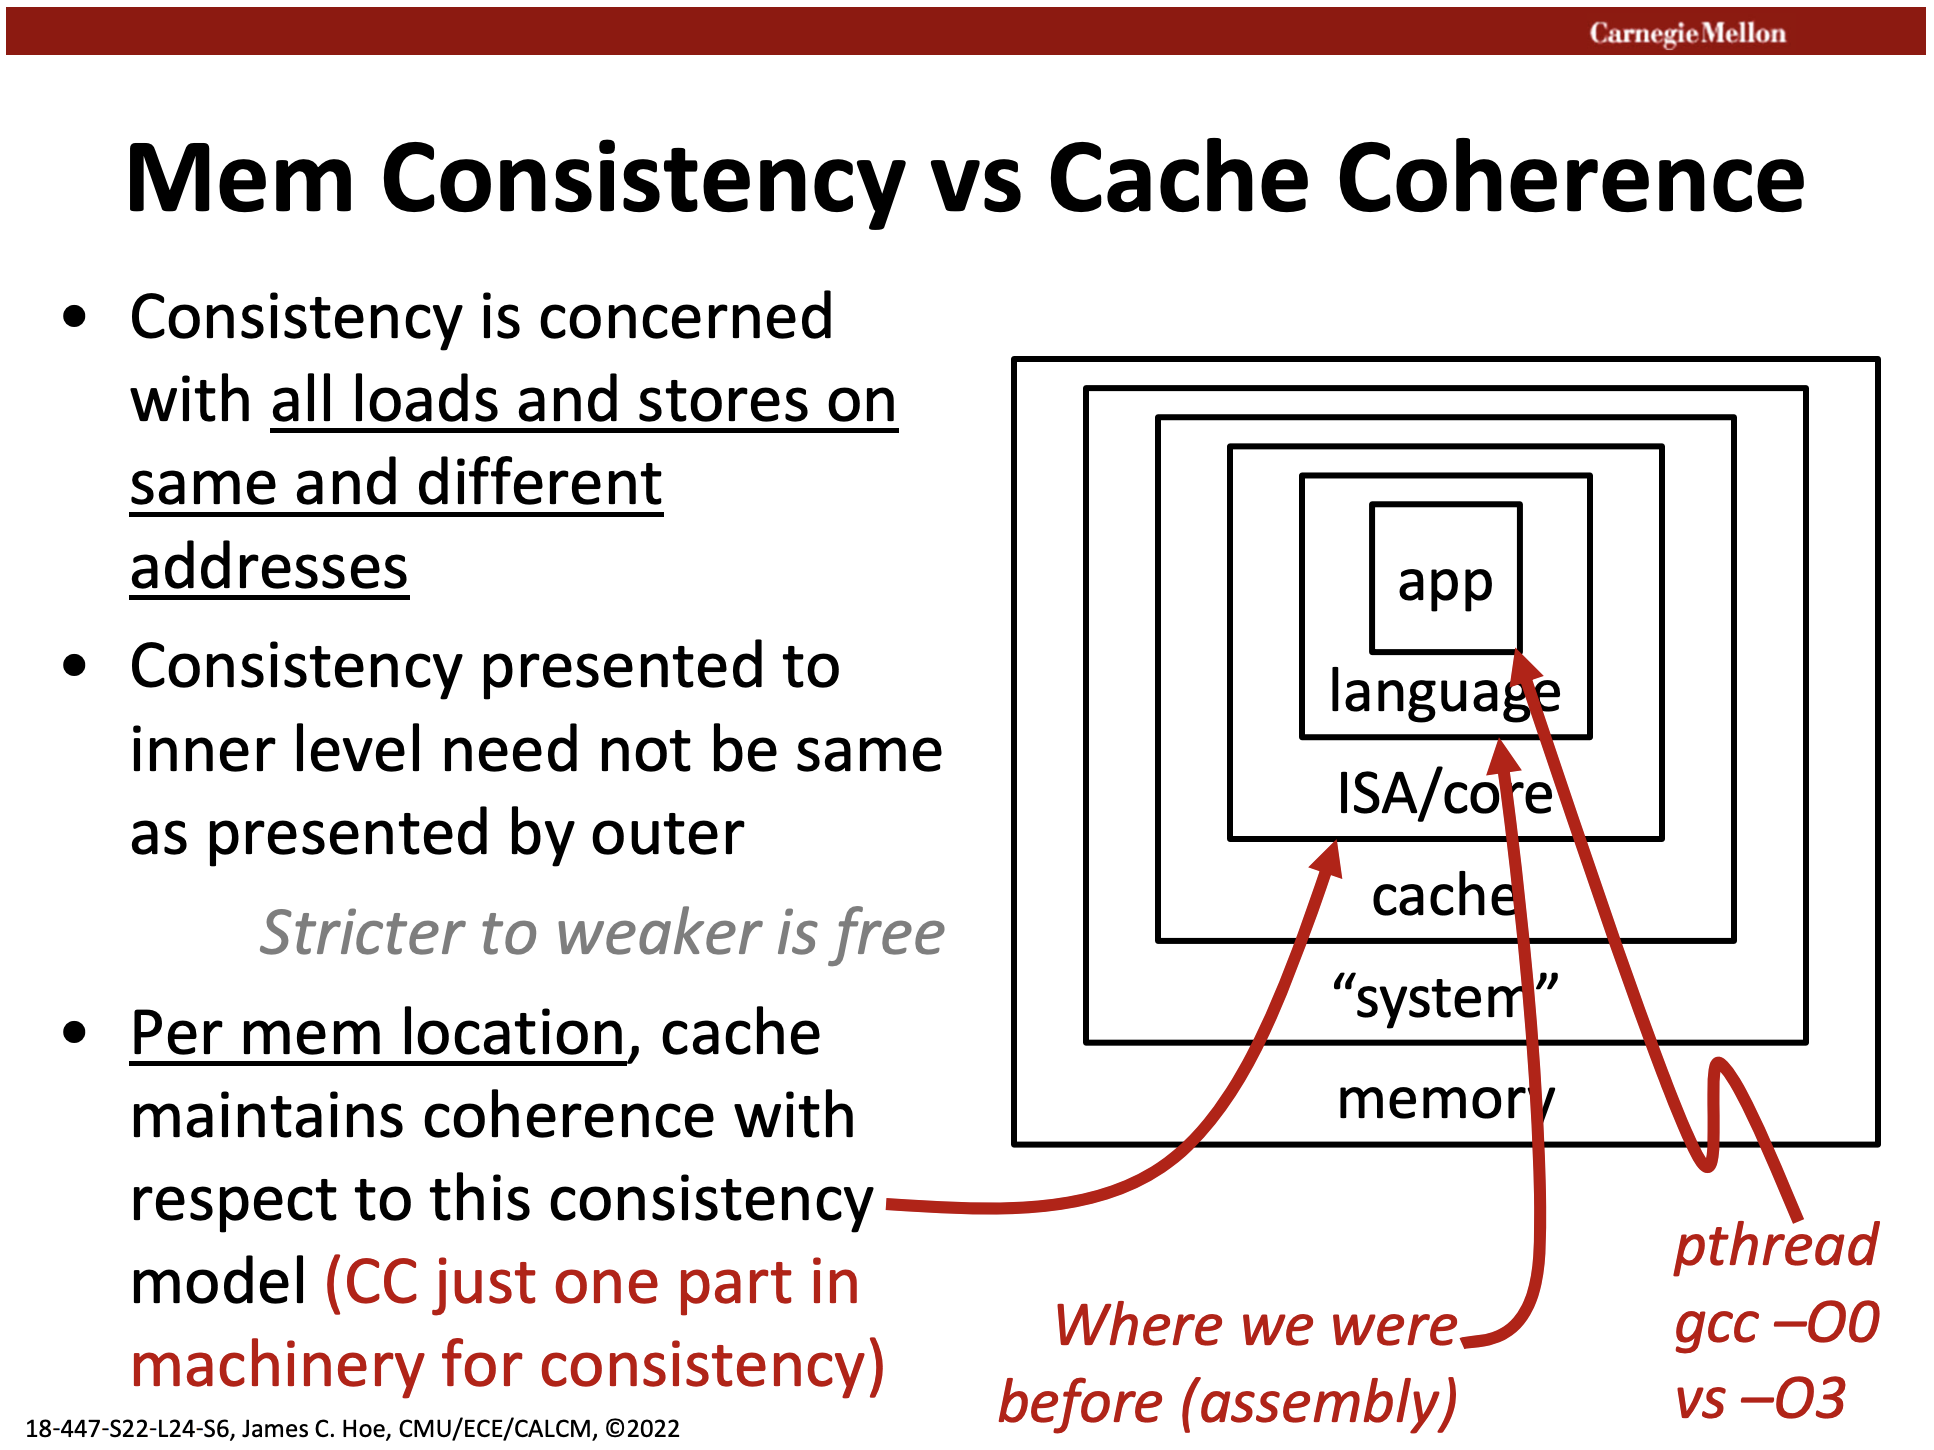 Carnegie Mellon
Mem Consistency vs Cache Coherence
• Consistency is concerned
with all loads and stores on
same and different
addresses
• Consistency presented to
inner level need not be same
as presented by outer
Stricter to weaker is free
• Per mem location, cache
maintains coherence with
respect to this consistency
model (CC just one part in
machinery for consistency)
app
language
ISA/core
cache
“system”
memory
Where we were
before (assembly)
pthread
gcc –O0
vs –O3
18-447-S22-L24-S6, James C. Hoe, CMU/ECE/CALCM, ©2022